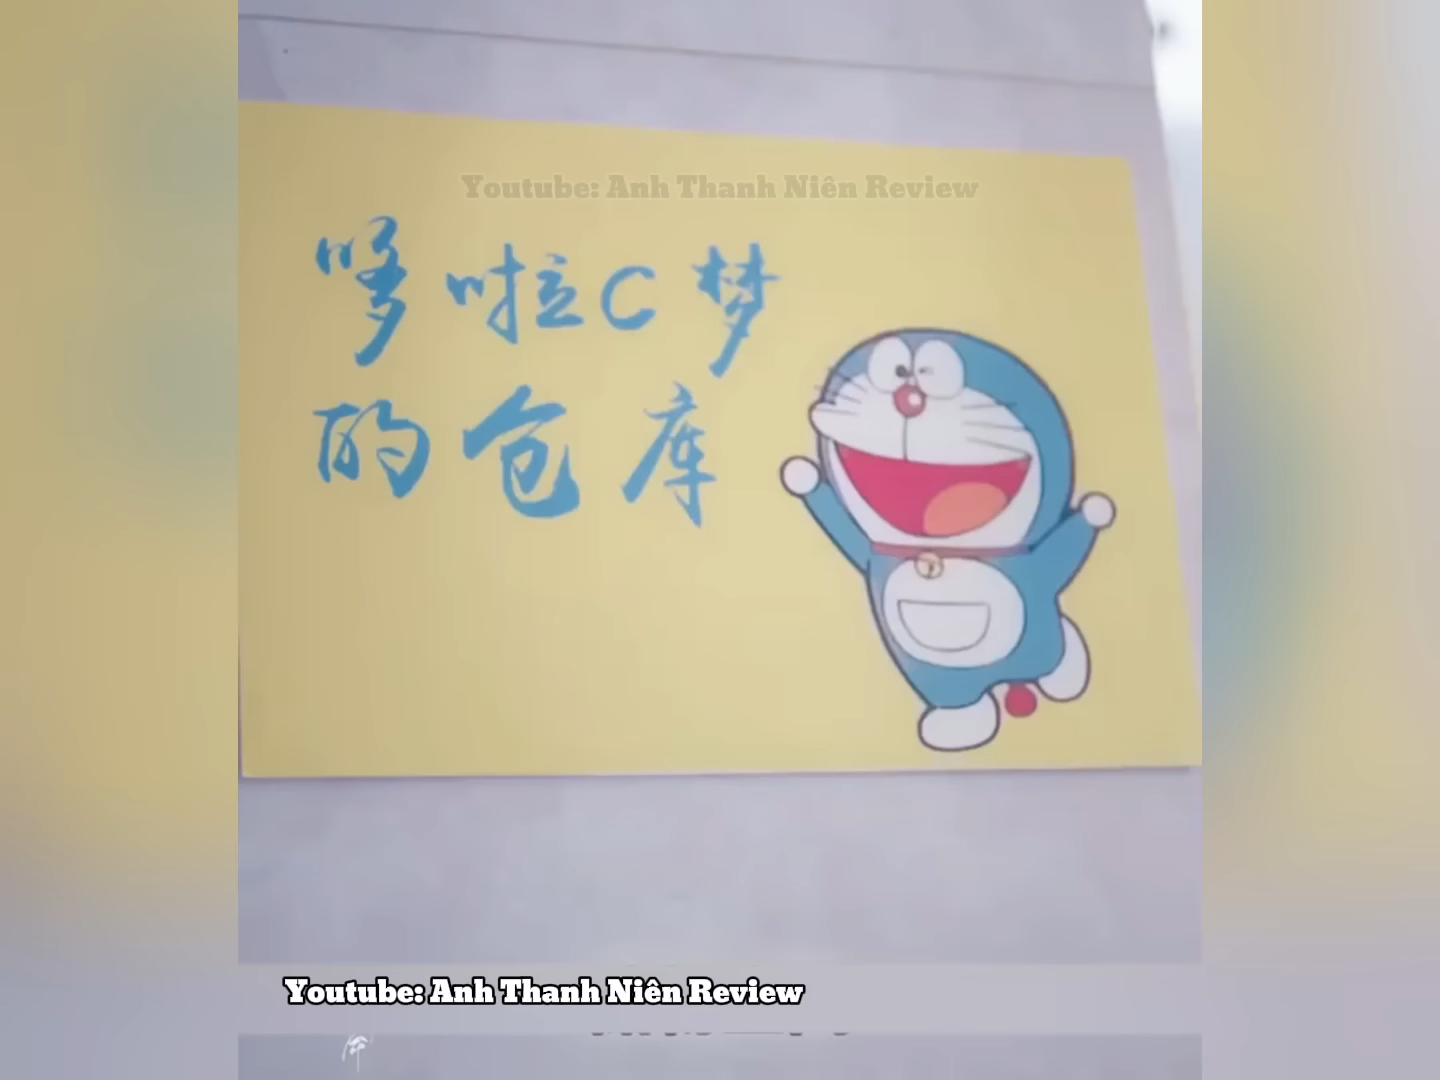 Youtube: Anh Thanh Niên Review
哆啦C梦
的仓库
Youtube: Anh Thanh Niên Review